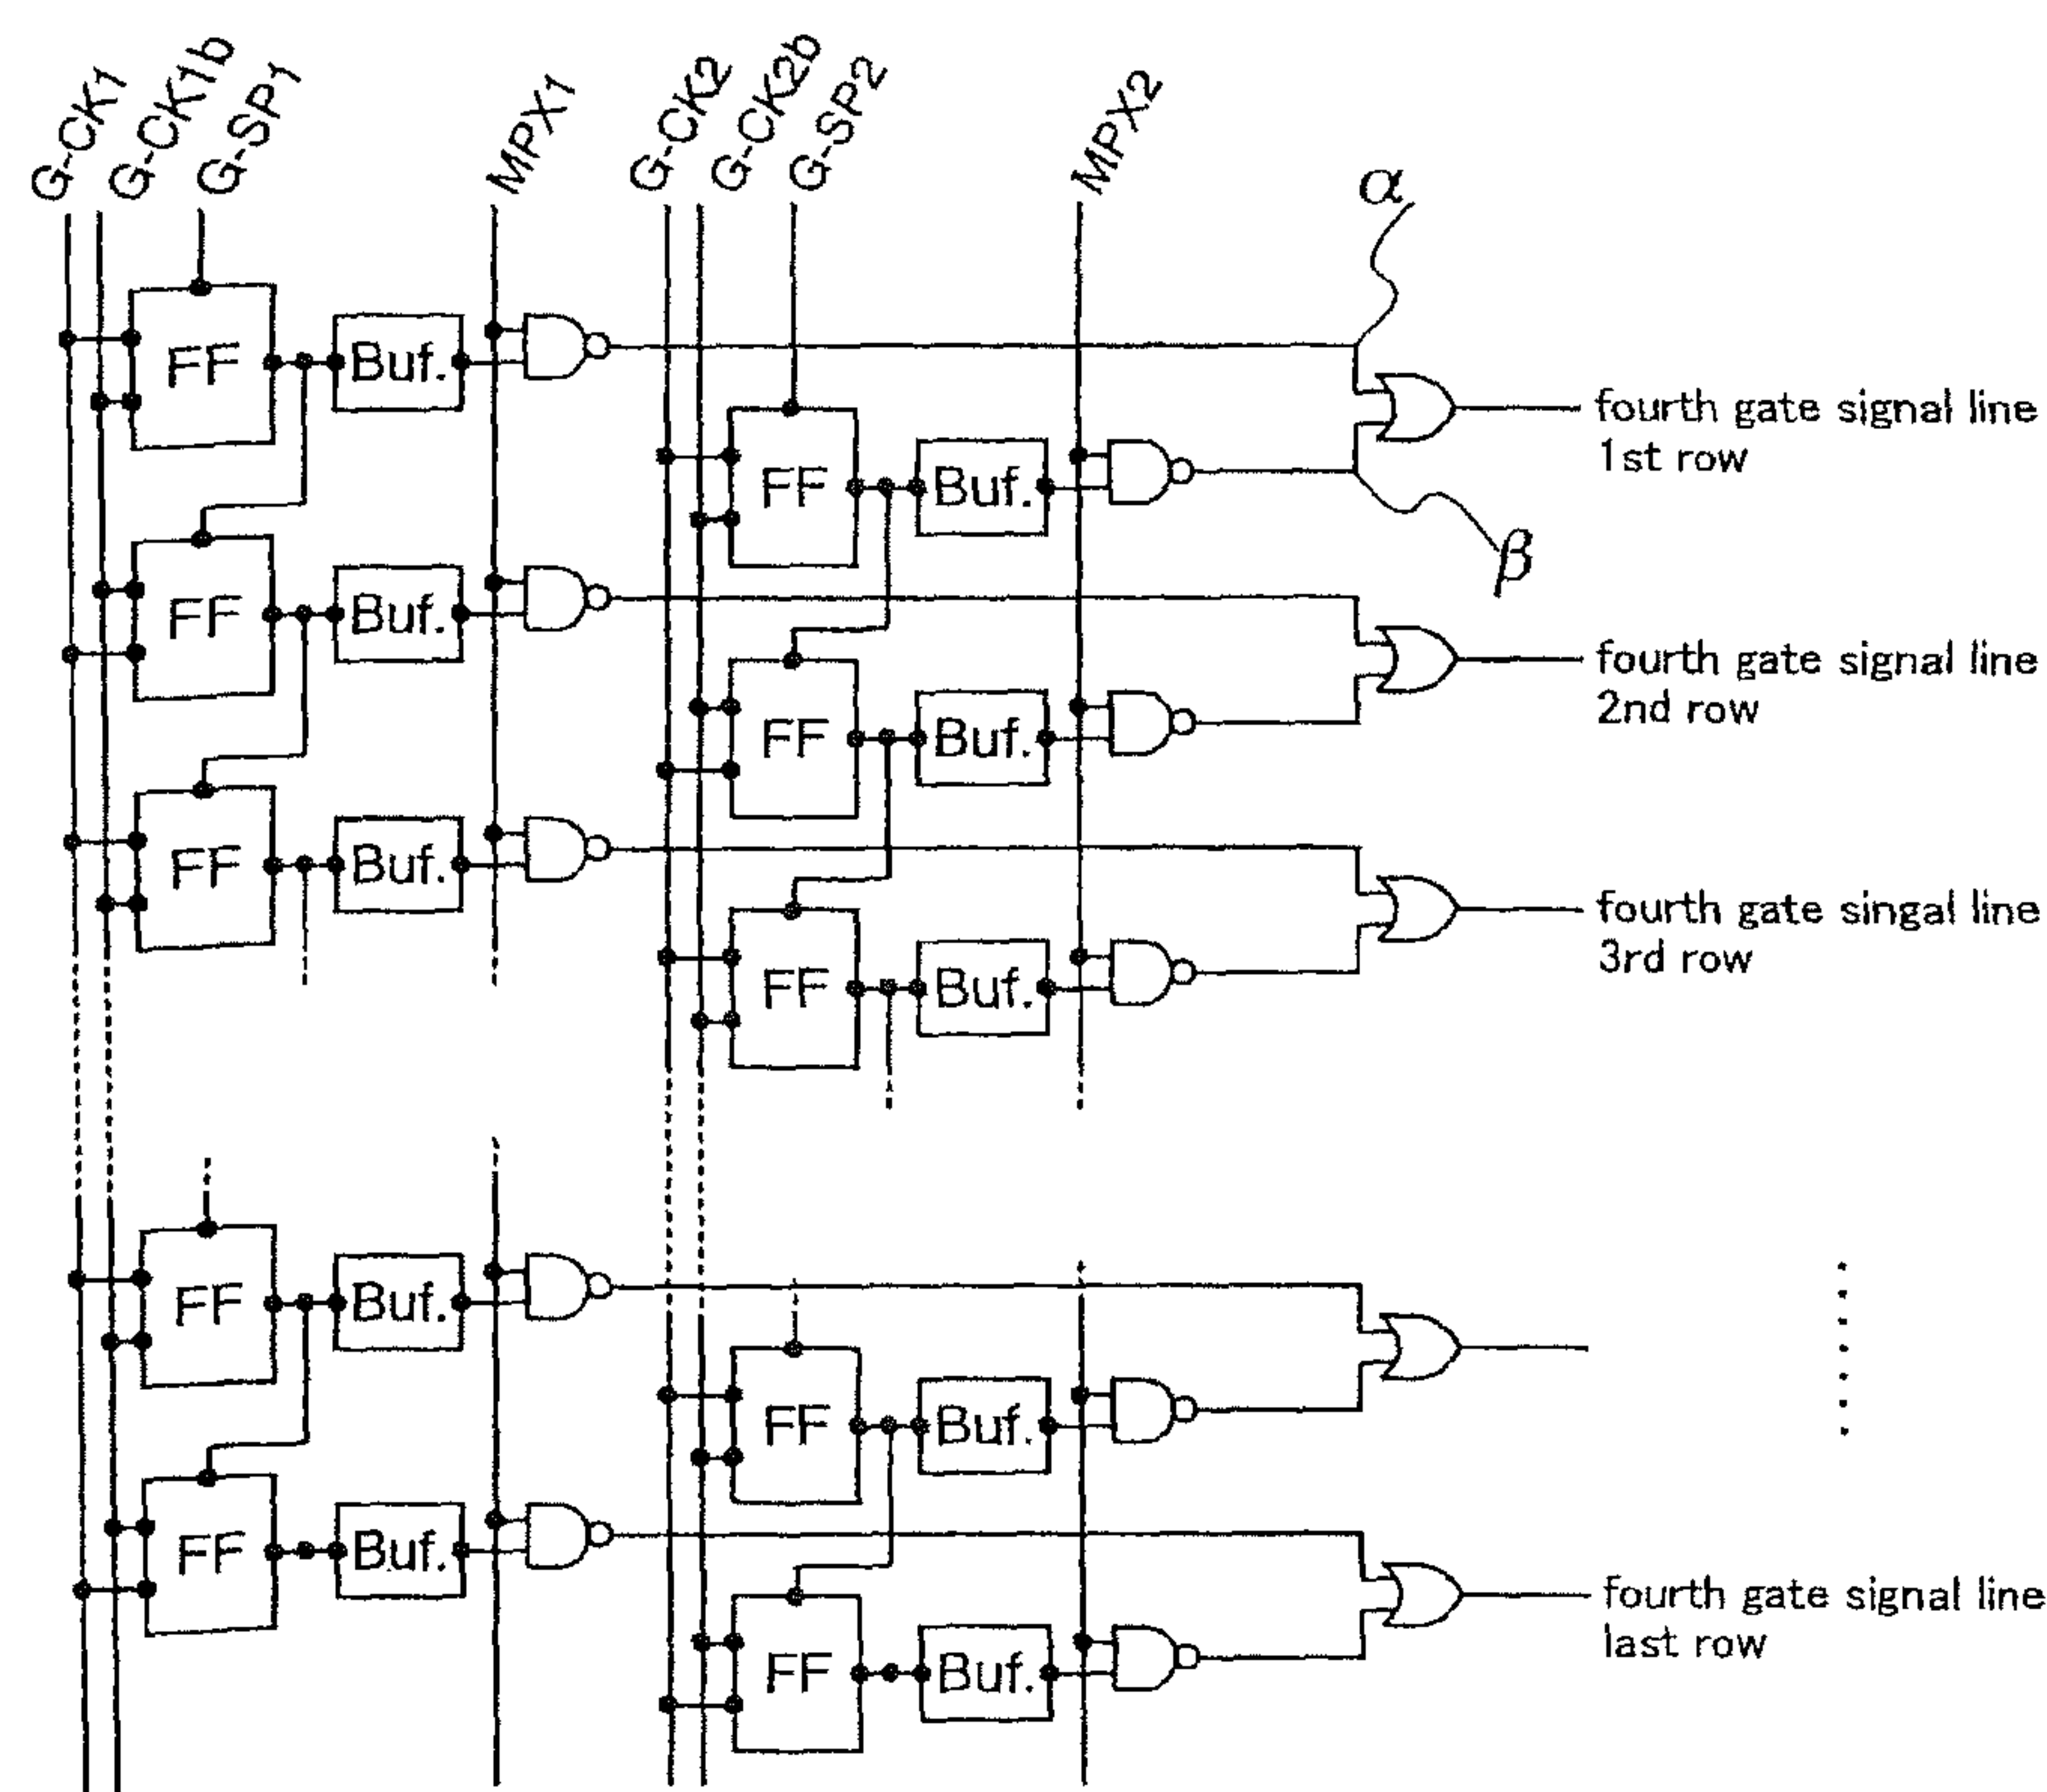 G-CK1
G-CK1b
G-SP1
MPX1
G-CK2
G-CK2b
G-SP2
MPX2
α
FF
Buf.
fourth gate signal line
1st row
FF
Buf.
β
FF
Buf.
fourth gate signal line
2nd row
FF
Buf.
FF
Buf.
fourth gate singal line
3rd row
FF
Buf.
FF
Buf.
FF
Buf.
FF
Buf.
fourth gate signal line
last row
FF
Buf.